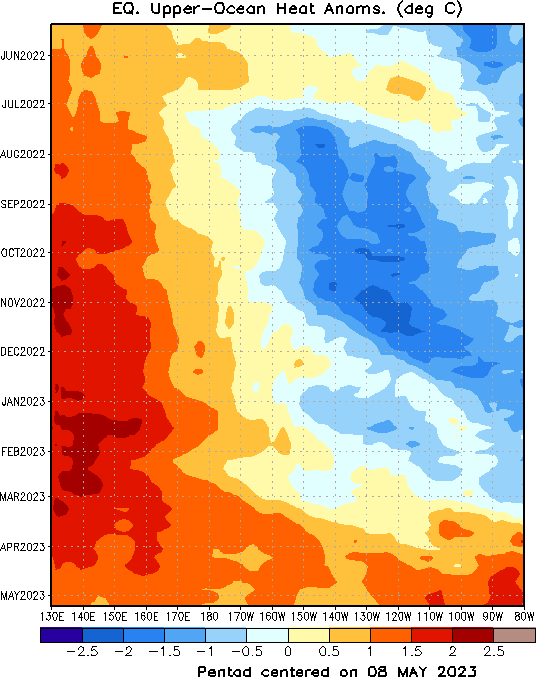 EQ. Upper-Ocean Heat Anoms. (deg C)
JUN2022
JUL2022
AUG2022
SEP2022
OCT2022
NOV2022
DEC2022
JAN2023
FEB2023
MAR2023
APR2023
MAY2023
130E 140E 150E 160E 170E 180 170W 160W 150W 140W 130W 120W 110W 100W 90W 80W
-2.5 -2 -1.5 -1 -0.5 0 0.5 1 1.5 2 2.5
Pentad centered on 08 MAY 2023